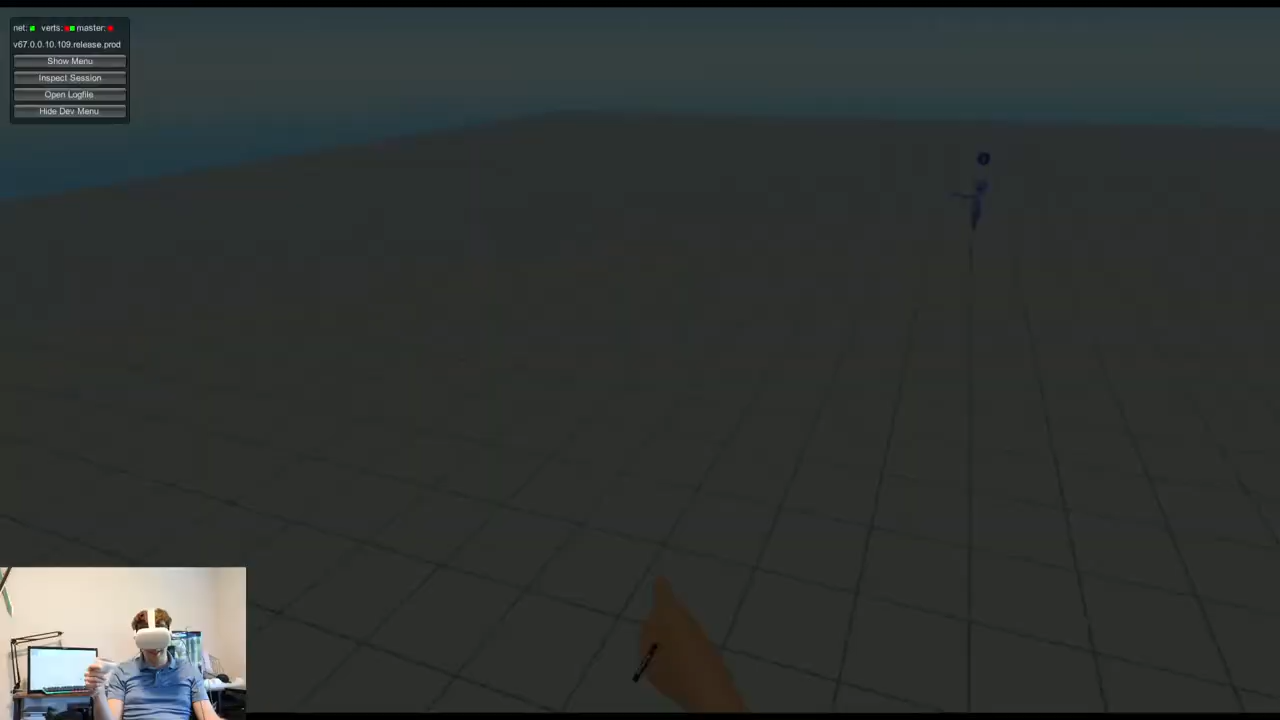 net: verts: master:
v67.0.0.10.109.release.prod
Show Menu
Inspect Session
Open Logfile
Hide Dev Menu